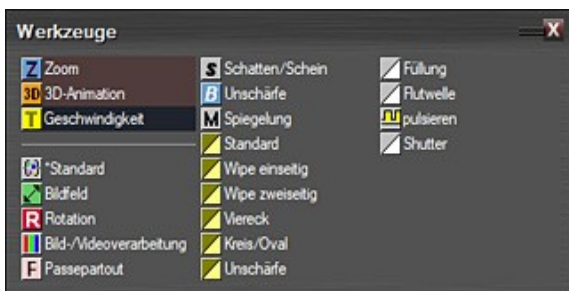 Werkzeuge
X
Z Zoom
3D 3D-Animation
T Geschwindigkeit
*Standard
Bildfeld
R Rotation
Bild-/Videoverarbeitung
F Passepartout
S Schatten/Schein
B Unschärfe
M Spiegelung
Standard
Wipe einseitig
Wipe zweiseitig
Viereck
Kreis/Oval
Unschärfe
Füllung
Flutwelle
pulsieren
Shutter